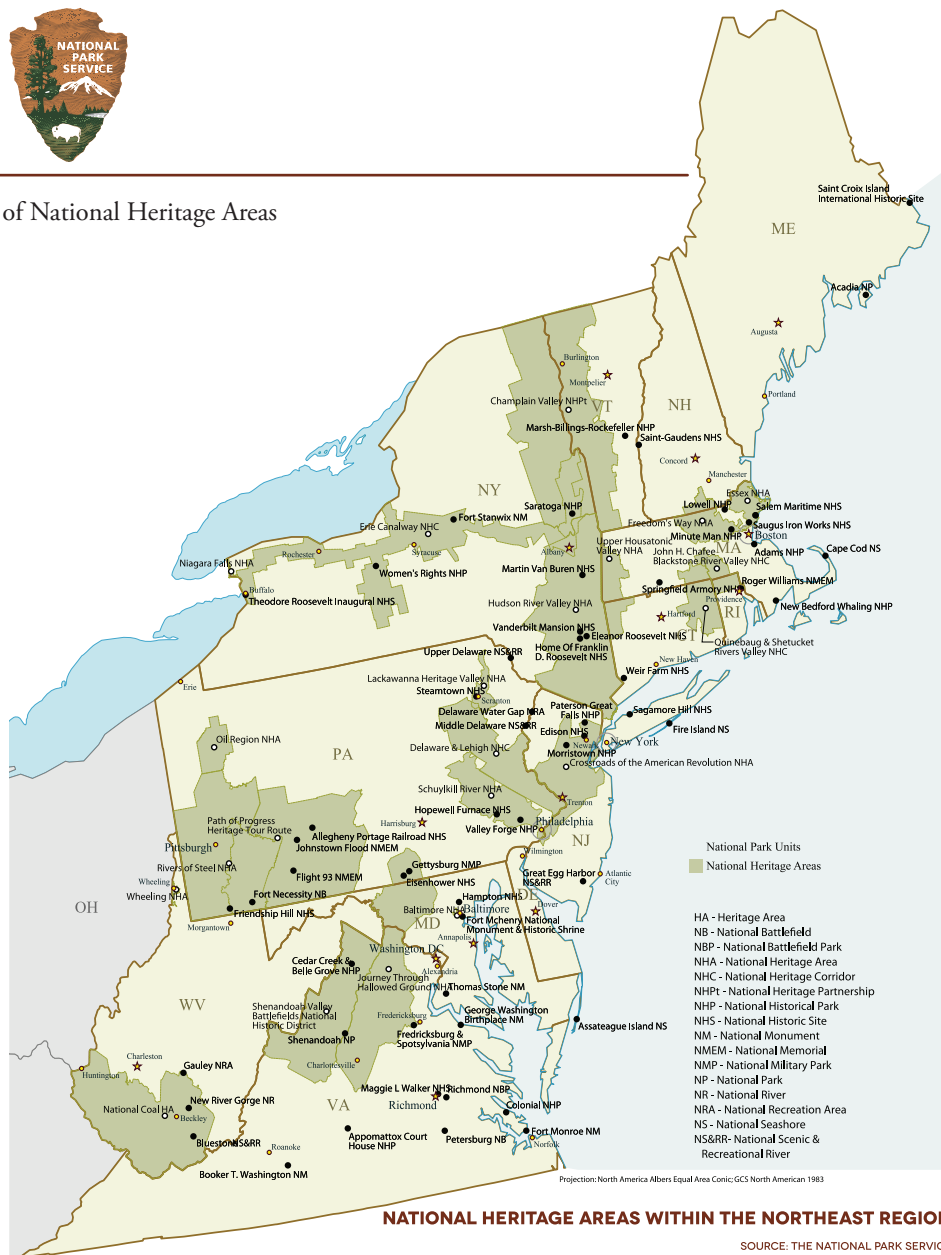 NATIONAL
PARK
SERVICE
of National Heritage Areas
Saint Croix Island
International Historic Site
ME
Acadia NP
Augusta
Burlington
Montpelier
Portland
Champlain Valley NHPt
VT
NH
Marsh-Billings-Rockefeller NHP
Saint-Gaudens NHS
Concord
Manchester
NY
Essex NHA
Saratoga NHP
Lowell NHP
Salem Maritime NHS
Fort Stanwix NM
Erie Canalway NHC
Freedom's Way NHA
Saugus Iron Works NHS
Minute Man NHP
Boston
Rochester
Syracuse
Albany
Upper Housatonic
Valley NHA
John H. Chafee
Blackstone River Valley NHC
MA
Adams NHP
Cape Cod NS
Niagara Falls NHA
Women's Rights NHP
Martin Van Buren NHS
Springfield Armory NHS
Roger Williams NMEM
Buffalo
Theodore Roosevelt Inaugural NHS
Hudson River Valley NHA
Providence
Hartford
RI
New Bedford Whaling NHP
Vanderbilt Mansion NHS
Eleanor Roosevelt NHS
CT
Home Of Franklin
D. Roosevelt NHS
Quinebaug & Shetucket
Rivers Valley NHC
Upper Delaware NS&RR
New Haven
Weir Farm NHS
Erie
Lackawanna Heritage Valley NHA
Steamtown NHS
Scranton
Delaware Water Gap NRA
Middle Delaware NS&RR
Paterson Great
Falls NHP
Sagamore Hill NHS
Fire Island NS
Edison NHS
Newark
New York
Morristown NHP
Oil Region NHA
PA
Delaware & Lehigh NHC
Crossroads of the American Revolution NHA
Schuylkill River NHA
Trenton
Hopewell Furnace NHS
Harrisburg
Valley Forge NHP
Philadelphia
Path of Progress
Heritage Tour Route
Allegheny Portage Railroad NHS
Johnstown Flood NMEM
Pittsburgh
NJ
Wilmington
Rivers of Steel NHA
Gettysburg NMP
Eisenhower NHS
Flight 93 NMEM
Great Egg Harbor
NS&RR
Atlantic
City
Wheeling
Wheeling NHA
Fort Necessity NB
Friendship Hill NHS
Morgantown
OH
Hampton NHS
Baltimore NHA
Baltimore
DE
Dover
MD
Fort Mchenry National
Monument & Historic Shrine
Annapolis
Washington DC
Alexandria
Cedar Creek &
Belle Grove NHP
Journey Through
Hallowed Ground NHA
Thomas Stone NM
WV
Shenandoah Valley
Battlefields National
Historic District
Fredericksburg
George Washington
Birthplace NM
Assateague Island NS
Shenandoah NP
Fredericksburg &
Spotsylvania NMP
Charleston
Charlottesville
Huntington
Gauley NRA
Maggie L Walker NHS
Richmond NBP
New River Gorge NR
National Coal HA
Beckley
VA
Richmond
Colonial NHP
Bluestone NS&RR
Appomattox Court
House NHP
Petersburg NB
Fort Monroe NM
Norfolk
Roanoke
Booker T. Washington NM
National Park Units
National Heritage Areas
HA - Heritage Area
NB - National Battlefield
NBP - National Battlefield Park
NHA - National Heritage Area
NHC - National Heritage Corridor
NHPt - National Heritage Partnership
NHP - National Historical Park
NHS - National Historic Site
NM - National Monument
NMEM - National Memorial
NMP - National Military Park
NP - National Park
NR - National River
NRA - National Recreation Area
NS - National Seashore
NS&RR- National Scenic &
Recreational River
Projection: North America Albers Equal Area Conic; GCS North American 1983
NATIONAL HERITAGE AREAS WITHIN THE NORTHEAST REGIO
SOURCE: THE NATIONAL PARK SERVIC